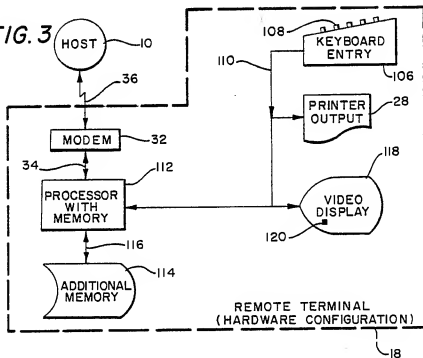 FIG. 3
HOST
10
36
MODEM
32
34
112
PROCESSOR
WITH
MEMORY
116
ADDITIONAL
MEMORY
114
108
KEYBOARD
ENTRY
106
110
PRINTER
OUTPUT
28
118
VIDEO
DISPLAY
120
REMOTE TERMINAL
(HARDWARE CONFIGURATION)
18